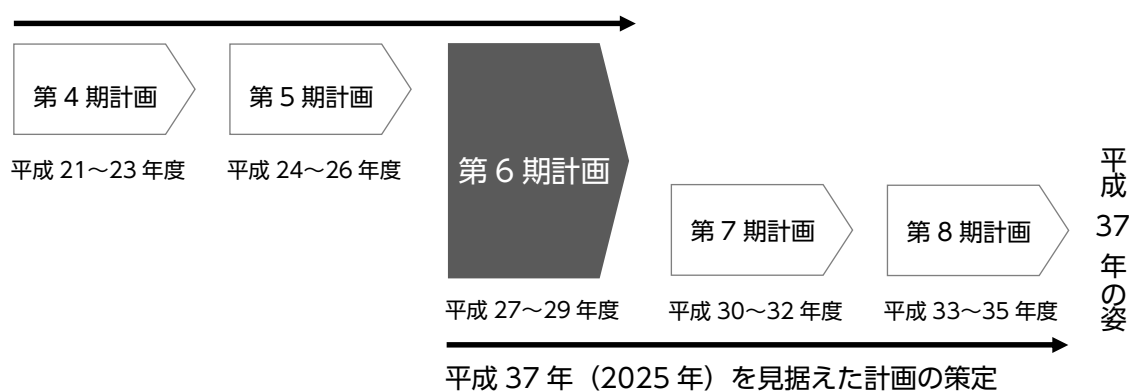 第4期計画
平成 21~23 年度
第5期計画
平成 24~26 年度
第6期計画
平成 27~29 年度
第7期計画
平成 30~32 年度
第8期計画
平成 33~35 年度
平成37年の姿
平成 37 年（2025 年）を見据えた計画の策定